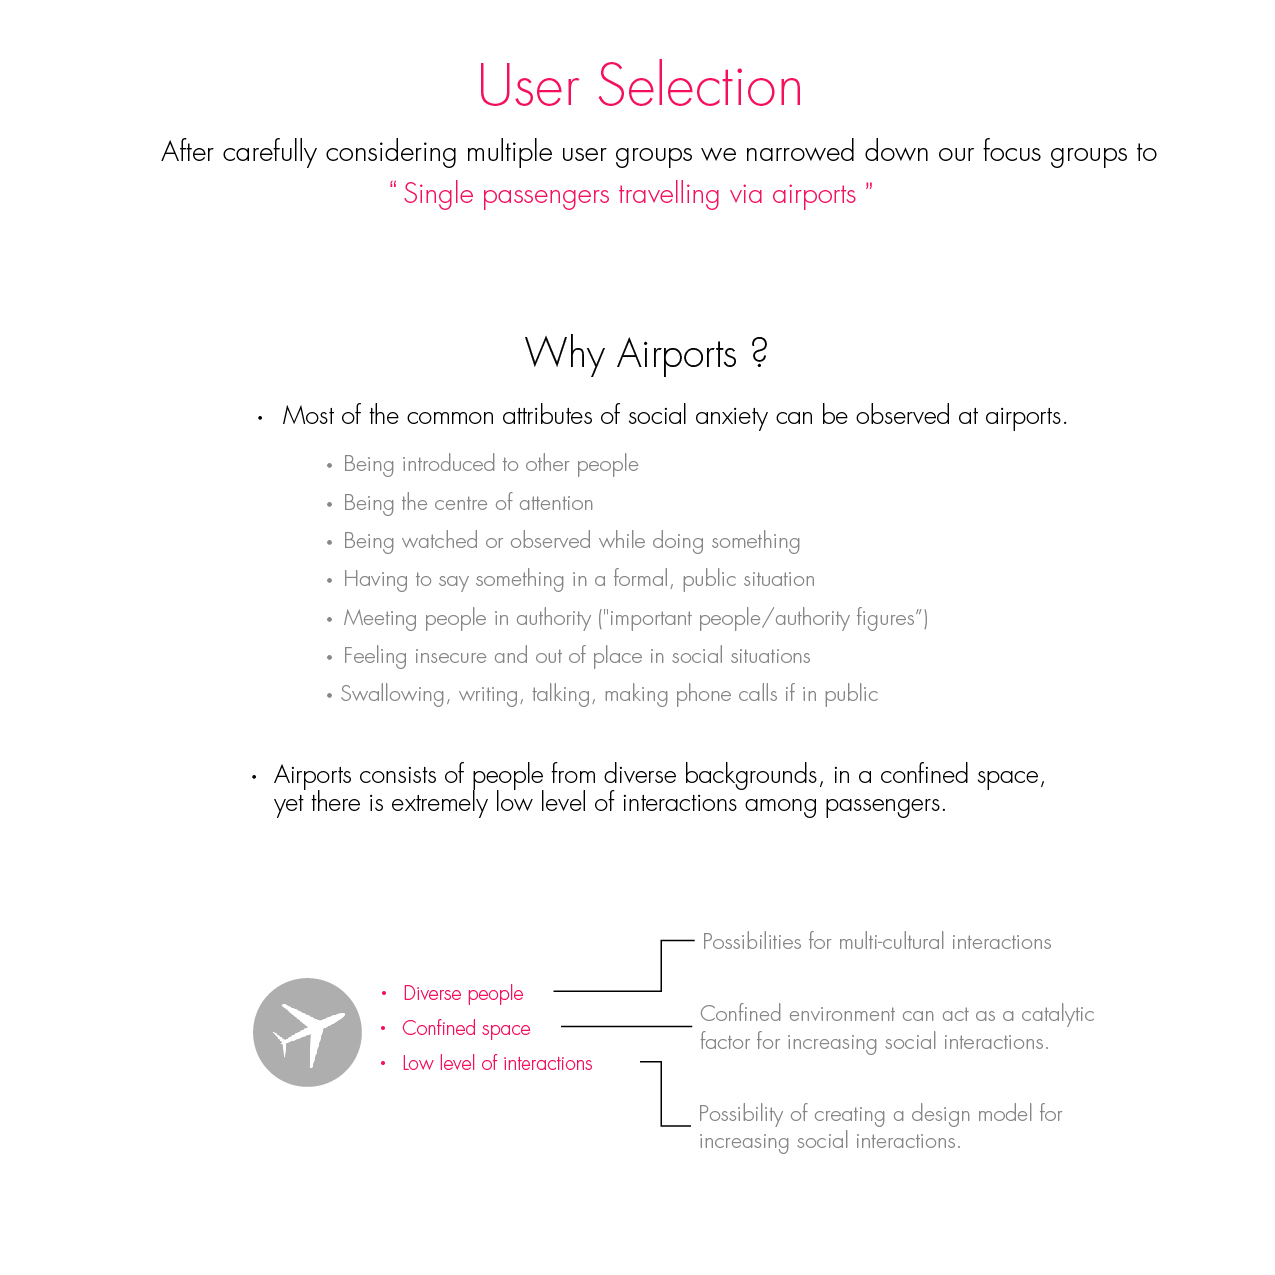 User Selection
After carefully considering multiple user groups we narrowed down our focus groups to
“ Single passengers travelling via airports ”
Why Airports ?
• Most of the common attributes of social anxiety can be observed at airports.
• Being introduced to other people
• Being the centre of attention
• Being watched or observed while doing something
• Having to say something in a formal, public situation
• Meeting people in authority ("important people/authority figures”)
• Feeling insecure and out of place in social situations
• Swallowing, writing, talking, making phone calls if in public
• Airports consists of people from diverse backgrounds, in a confined space,
yet there is extremely low level of interactions among passengers.
• Diverse people
• Confined space
• Low level of interactions
Possibilities for multi-cultural interactions
Confined environment can act as a catalytic
factor for increasing social interactions.
Possibility of creating a design model for
increasing social interactions.